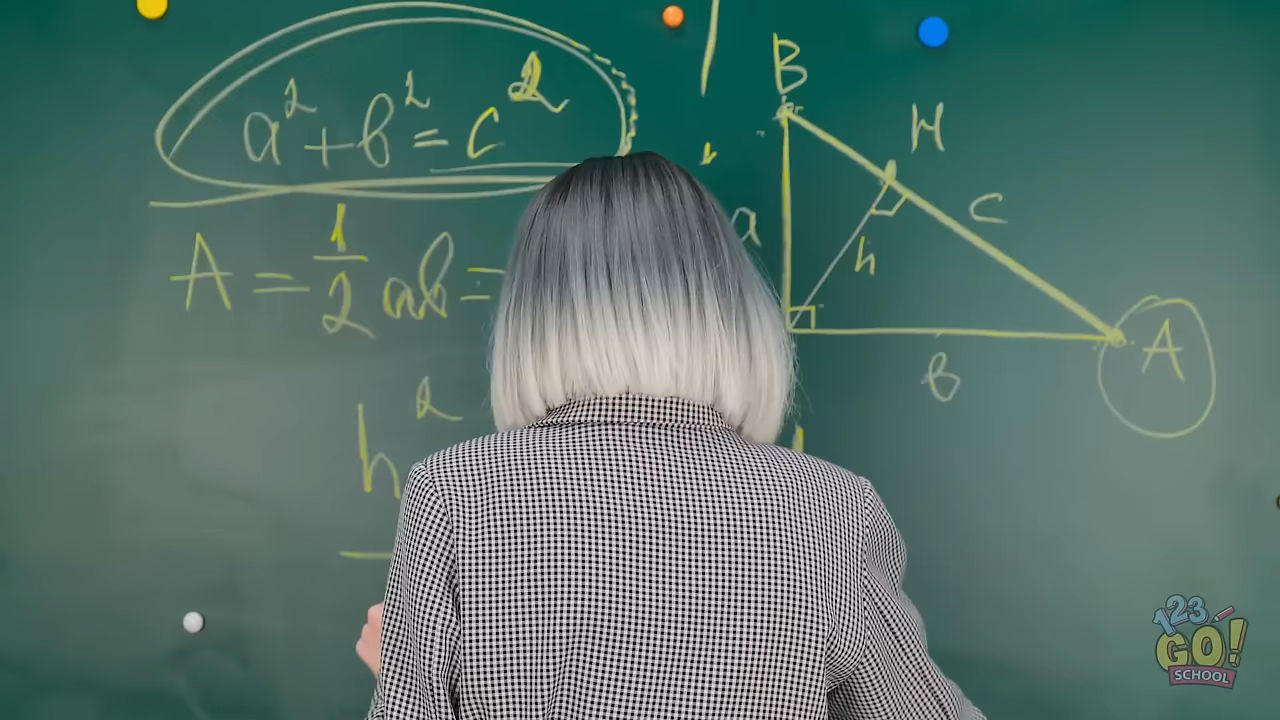 a² + b² = c²
A = 1/2 ab =
h²
B
H
a
h
c
b
A
123
GO!
SCHOOL